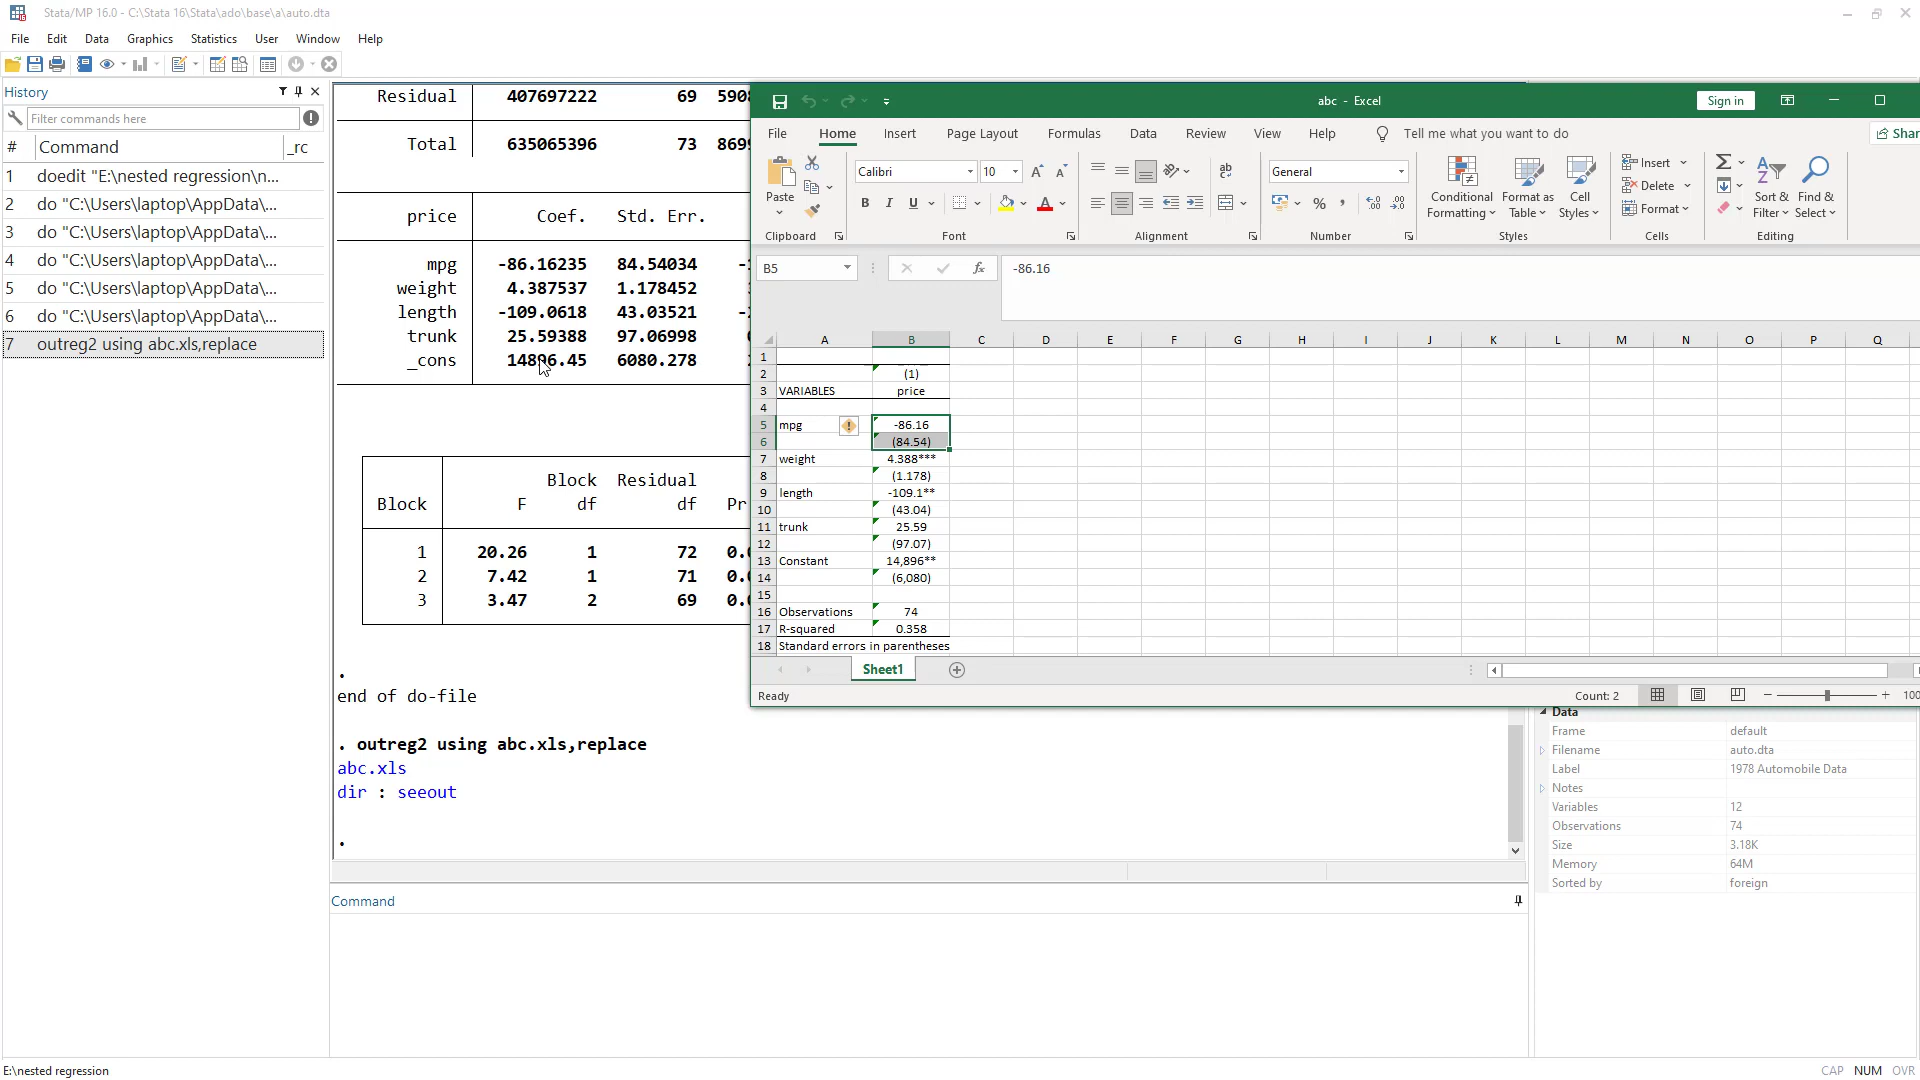 Stata/MP 16.0 - C:\Stata 16\Stata\ado\base\a\auto.dta
File Edit Data Graphics Statistics User Window Help
History
Filter commands here
# Command _rc
1 doedit "E:\nested regression\n...
2 do "C:\Users\laptop\AppData\...
3 do "C:\Users\laptop\AppData\...
4 do "C:\Users\laptop\AppData\...
5 do "C:\Users\laptop\AppData\...
6 do "C:\Users\laptop\AppData\...
7 outreg2 using abc.xls,replace
Residual 407697222 69 5908
Total 635065396 73 8699
price Coef. Std. Err.
mpg -86.16235 84.54034
weight 4.387537 1.178452
length -109.0618 43.03521
trunk 25.59388 97.06998
_cons 14896.45 6080.278
Block Residual
Block F df df Pr
1 20.26 1 72 0.0
2 7.42 1 71 0.0
3 3.47 2 69 0.0
.
end of do-file
. outreg2 using abc.xls,replace
abc.xls
dir : seeout
.
Command
abc - Excel
Sign in
File Home Insert Page Layout Formulas Data Review View Help Tell me what you want to do Shar
Paste
Clipboard
Calibri 10
B I U
Font
Alignment
General
Number
Conditional Formatting
Format as Table
Cell Styles
Styles
Insert
Delete
Format
Cells
Sort & Filter
Find & Select
Editing
B5 fx -86.16
A B C D E F G H I J K L M N O P Q
1
2 (1)
3 VARIABLES price
4
5 mpg -86.16
6 (84.54)
7 weight 4.388***
8 (1.178)
9 length -109.1**
10 (43.04)
11 trunk 25.59
12 (97.07)
13 Constant 14,896**
14 (6,080)
15
16 Observations 74
17 R-squared 0.358
18 Standard errors in parentheses
Sheet1
Ready Count: 2 100
Data
Frame default
Filename auto.dta
Label 1978 Automobile Data
Notes
Variables 12
Observations 74
Size 3.18K
Memory 64M
Sorted by foreign
E:\nested regression CAP NUM OVR